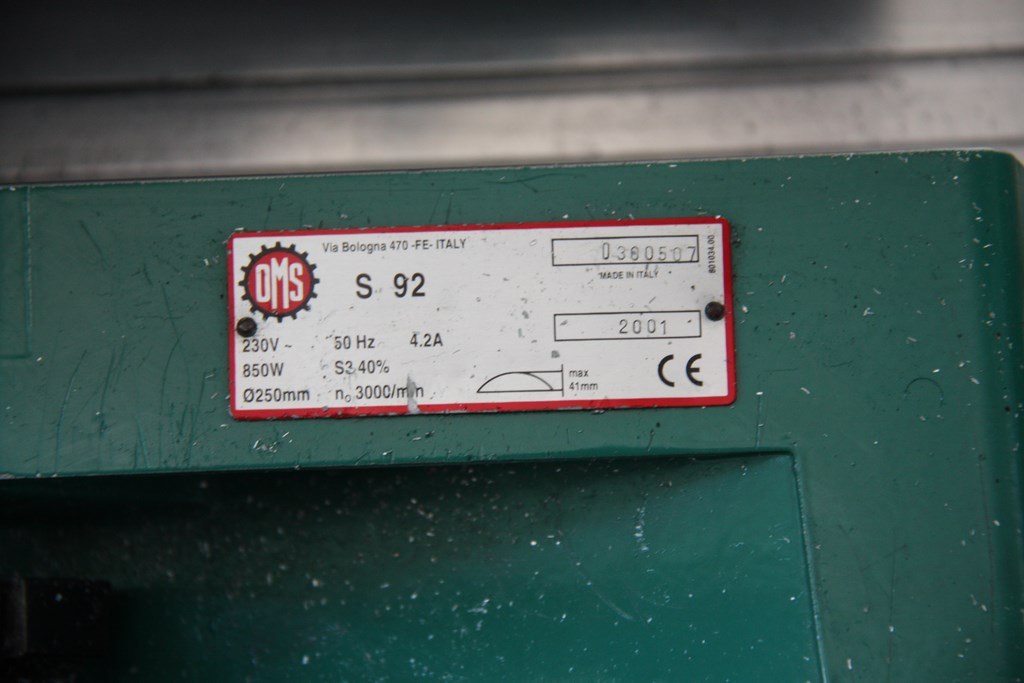 Via Bologna 470 -FE- ITALY
OMS
S 92
0360507
MADE IN ITALY
801034.00
230V ~ 50 Hz 4.2A
2001
850W S3 40%
Ø250mm n₀ 3000/min
max
41mm
CE